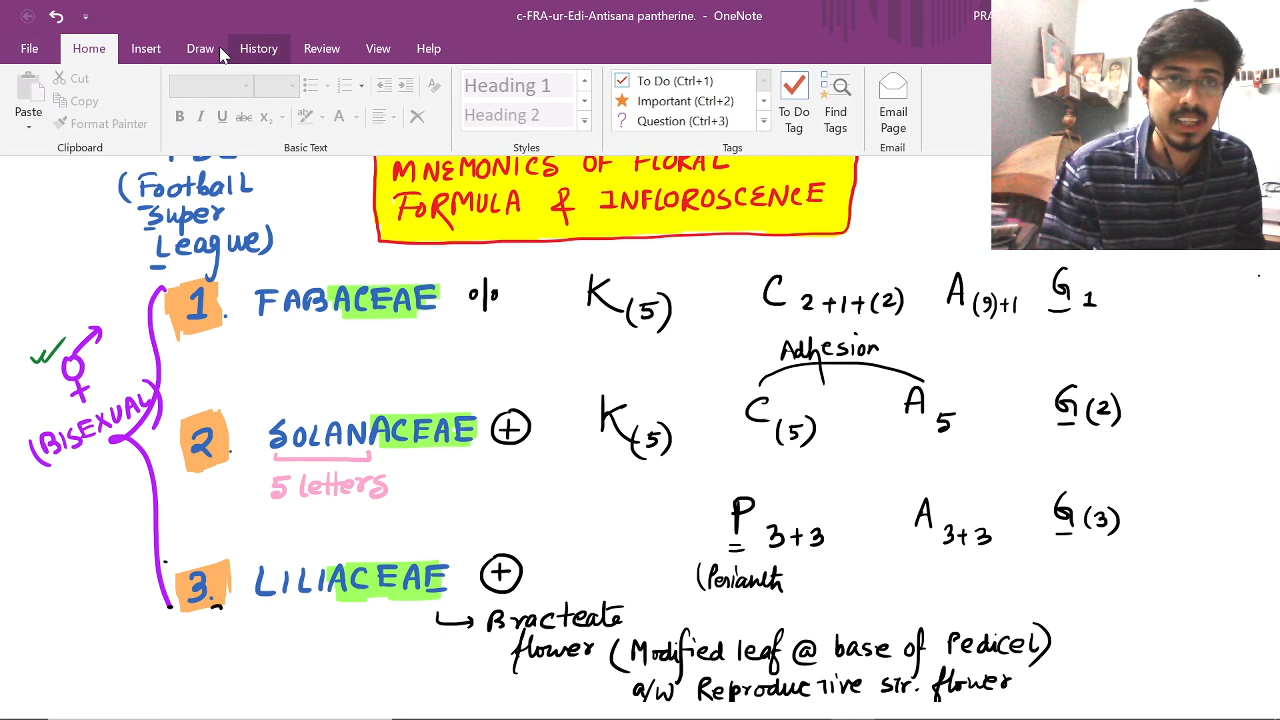 c-FRA-ur-Edi-Antisana pantherine. - OneNote
PRA
File Home Insert Draw History Review View Help
Paste
Cut
Copy
Format Painter
Clipboard
B I U abc x₂ A
Basic Text
Heading 1
Heading 2
Styles
To Do (Ctrl+1)
Important (Ctrl+2)
Question (Ctrl+3)
To Do Tag
Find Tags
Tags
Email Page
Email
(Football
Super
League)
MNEMONICS OF FLORAL
FORMULA & INFLOROSCENCE
1. FABACEAE % K(5) C 2+1+(2) A(9)+1 G 1
Adhesion
(BISEXUAL)
2. SOLANACEAE ⊕ K(5) C(5) A 5 G(2)
5 letters
P 3+3 A 3+3 G(3)
(Perianth
3. LILIACEAE ⊕
↳ Bracteate
flower (Modified leaf @ base of Pedicel)
a/w Reproductive str. flower